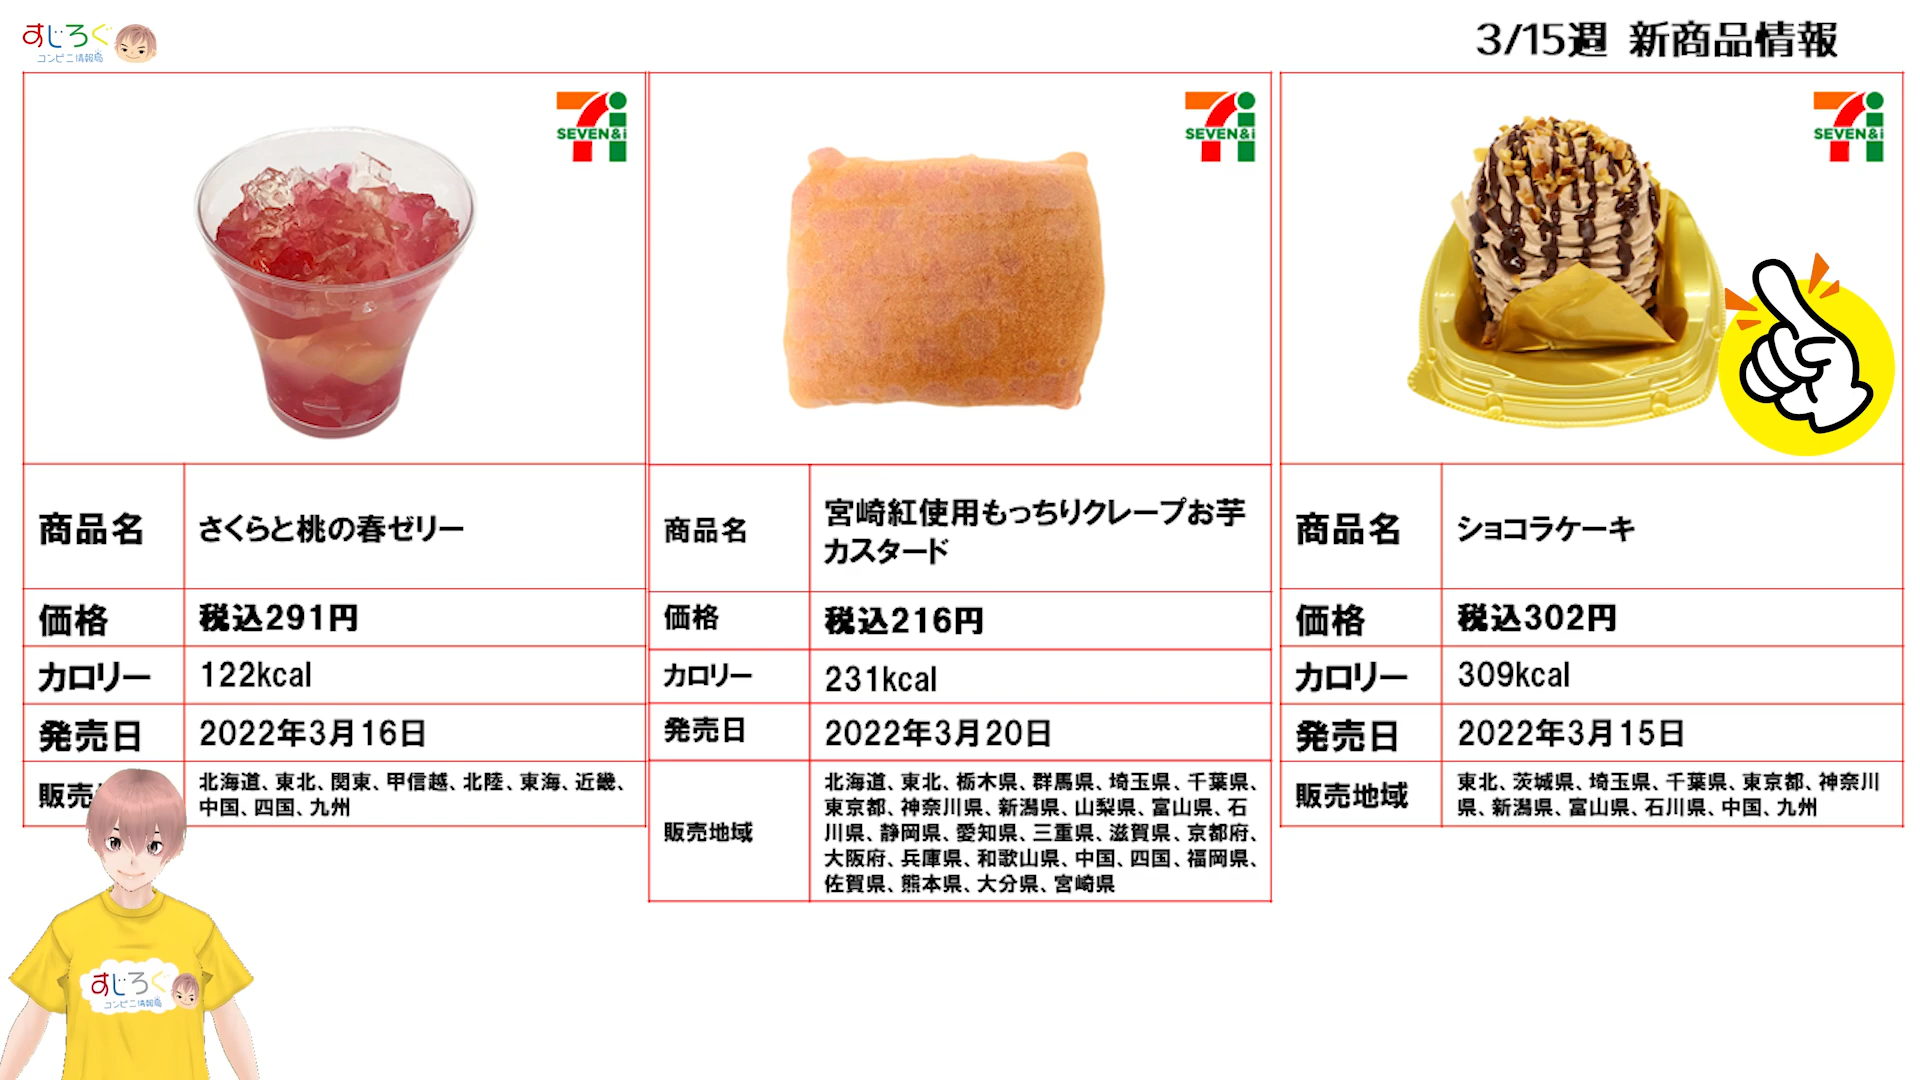 すじろぐ
コンビニ情報局
3/15週 新商品情報
SEVEN&i
商品名
さくらと桃の春ゼリー
価格
税込291円
カロリー
122kcal
発売日
2022年3月16日
販売
北海道、東北、関東、甲信越、北陸、東海、近畿、
中国、四国、九州
SEVEN&i
商品名
宮崎紅使用もっちりクレープお芋
カスタード
価格
税込216円
カロリー
231kcal
発売日
2022年3月20日
販売地域
北海道、東北、栃木県、群馬県、埼玉県、千葉県、
東京都、神奈川県、新潟県、山梨県、富山県、石
川県、静岡県、愛知県、三重県、滋賀県、京都府、
大阪府、兵庫県、和歌山県、中国、四国、福岡県、
佐賀県、熊本県、大分県、宮崎県
SEVEN&i
商品名
ショコラケーキ
価格
税込302円
カロリー
309kcal
発売日
2022年3月15日
販売地域
東北、茨城県、埼玉県、千葉県、東京都、神奈川
県、新潟県、富山県、石川県、中国、九州
すじろぐ
コンビニ情報局